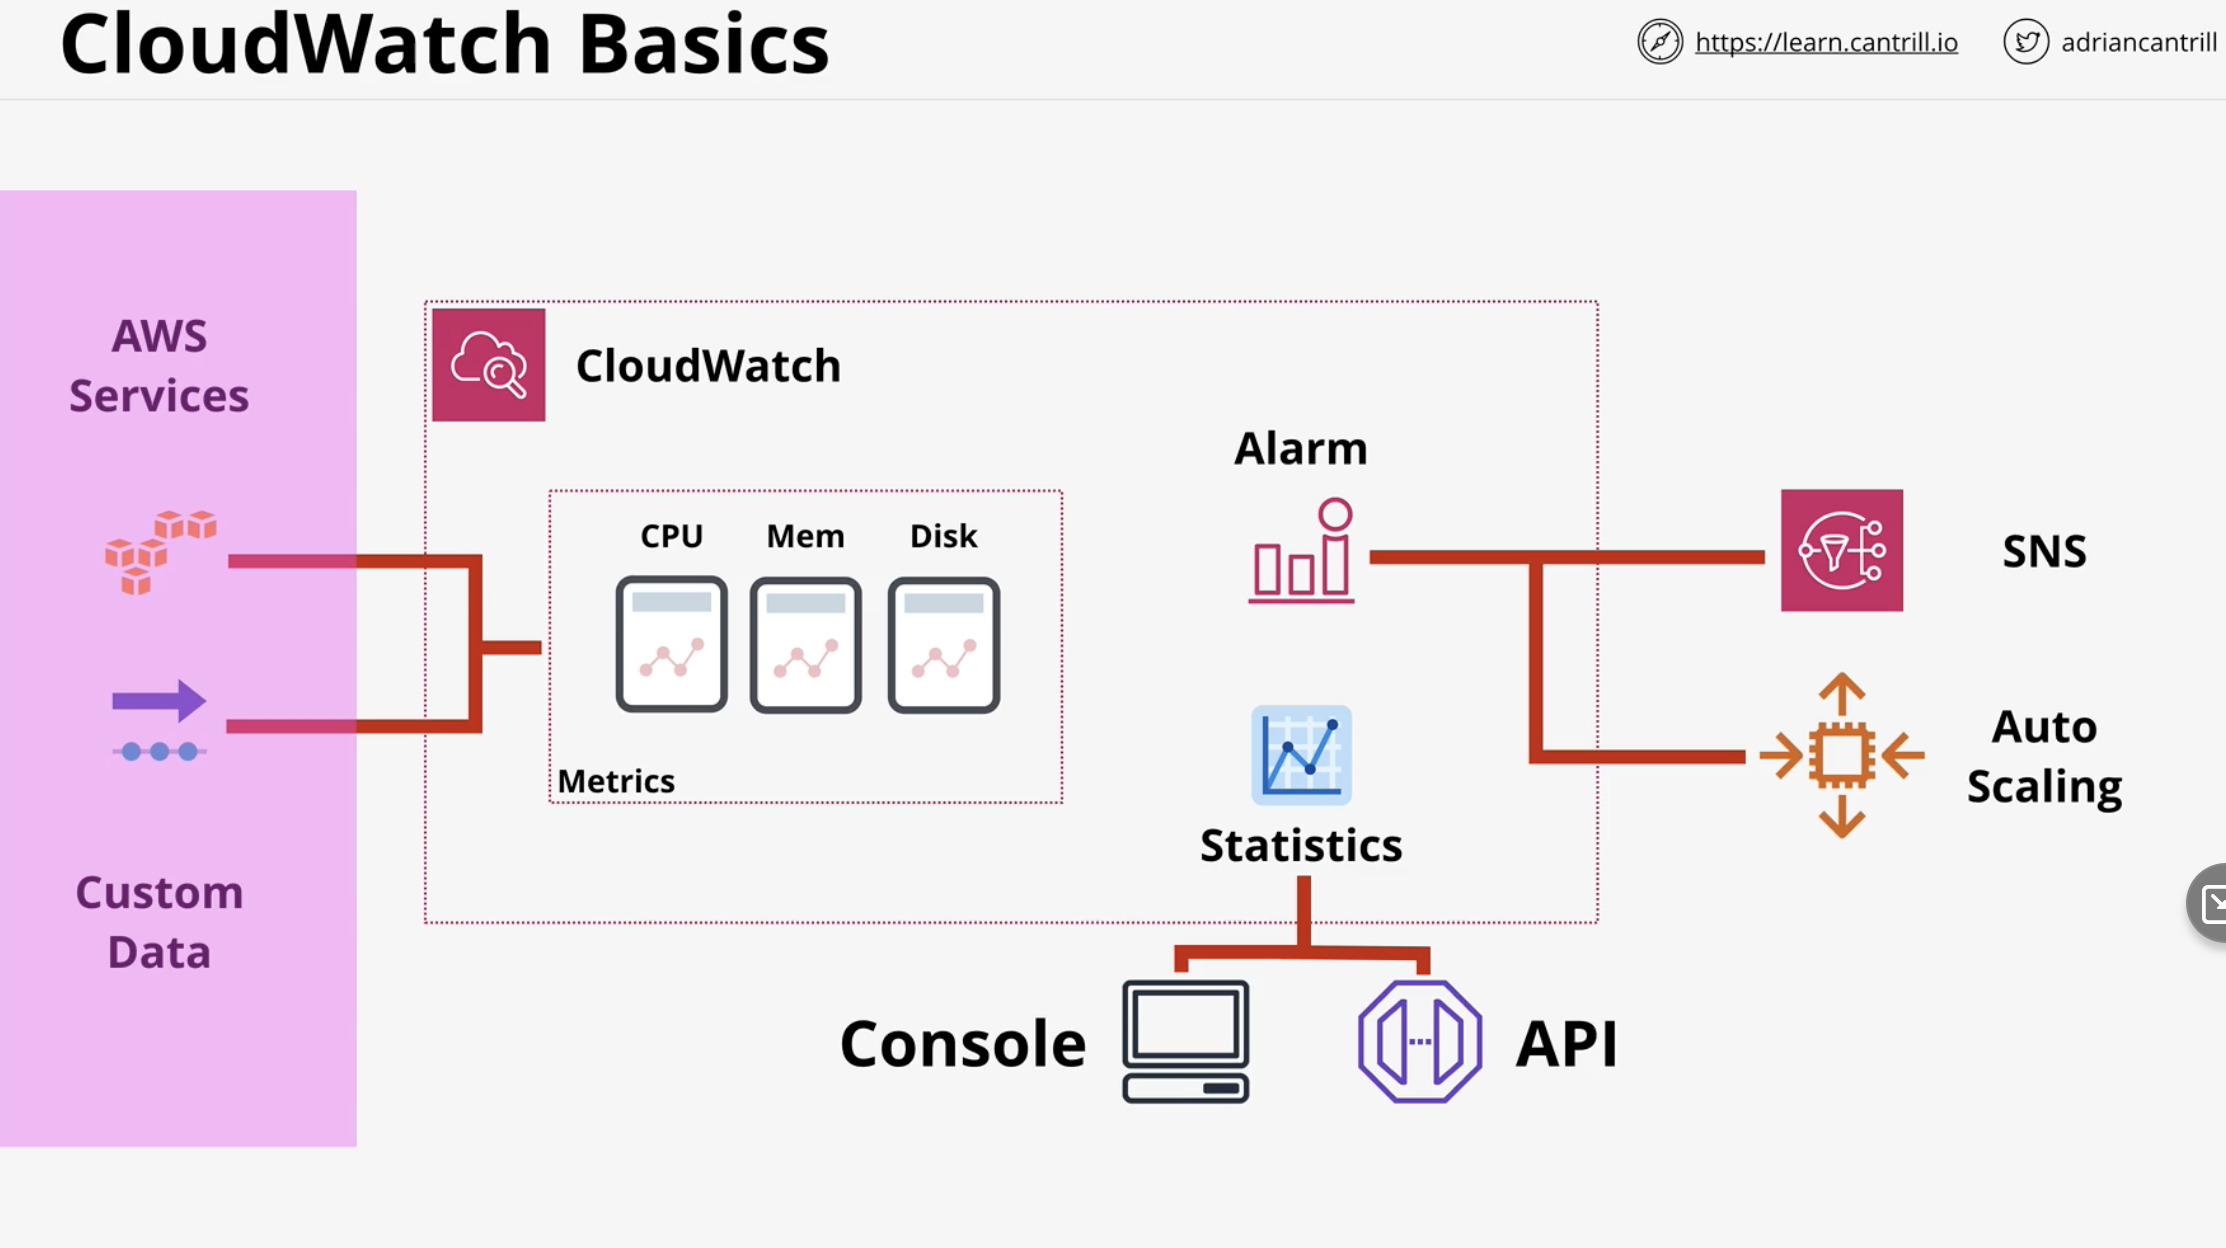 CloudWatch Basics
https://learn.cantrill.io
adriancantrill
AWS
Services
Custom
Data
CloudWatch
CPU
Mem
Disk
Metrics
Alarm
Statistics
SNS
Auto
Scaling
Console
API